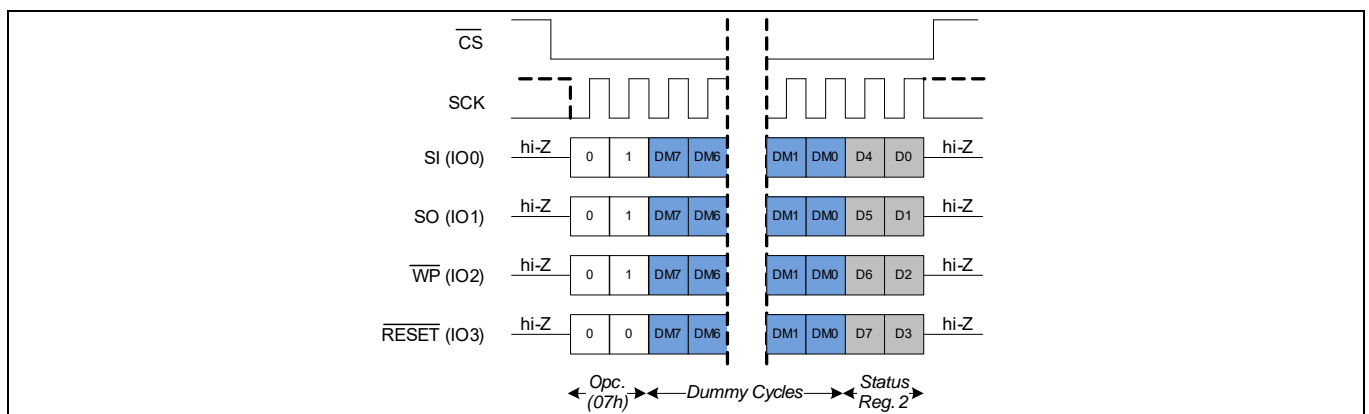 CS
SCK
SI (IO0) hi-Z 0 1 DM7 DM6 DM1 DM0 D4 D0 hi-Z
SO (IO1) hi-Z 0 1 DM7 DM6 DM1 DM0 D5 D1 hi-Z
WP (IO2) hi-Z 0 1 DM7 DM6 DM1 DM0 D6 D2 hi-Z
RESET (IO3) hi-Z 0 0 DM7 DM6 DM1 DM0 D7 D3 hi-Z
Opc. Dummy Cycles Status
(07h) Reg. 2